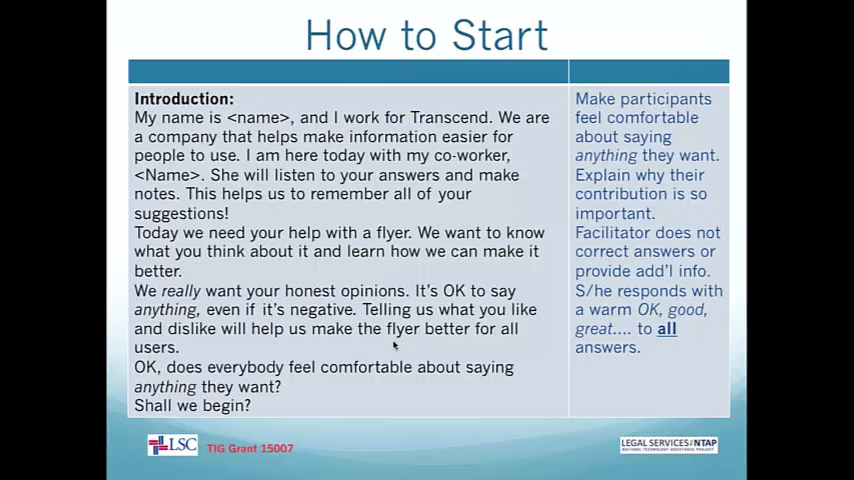 How to Start
Introduction:
My name is <name>, and I work for Transcend. We are
a company that helps make information easier for
people to use. I am here today with my co-worker,
<Name>. She will listen to your answers and make
notes. This helps us to remember all of your
suggestions!
Today we need your help with a flyer. We want to know
what you think about it and learn how we can make it
better.
We really want your honest opinions. It's OK to say
anything, even if it's negative. Telling us what you like
and dislike will help us make the flyer better for all
users.
OK, does everybody feel comfortable about saying
anything they want?
Shall we begin?
Make participants
feel comfortable
about saying
anything they want.
Explain why their
contribution is so
important.
Facilitator does not
correct answers or
provide add'l info.
S/he responds with
a warm OK, good,
great.... to all
answers.
LSC
TIG Grant 15007
LEGAL SERVICES NTAP
NATIONAL TECHNOLOGY ASSISTANCE PROJECT